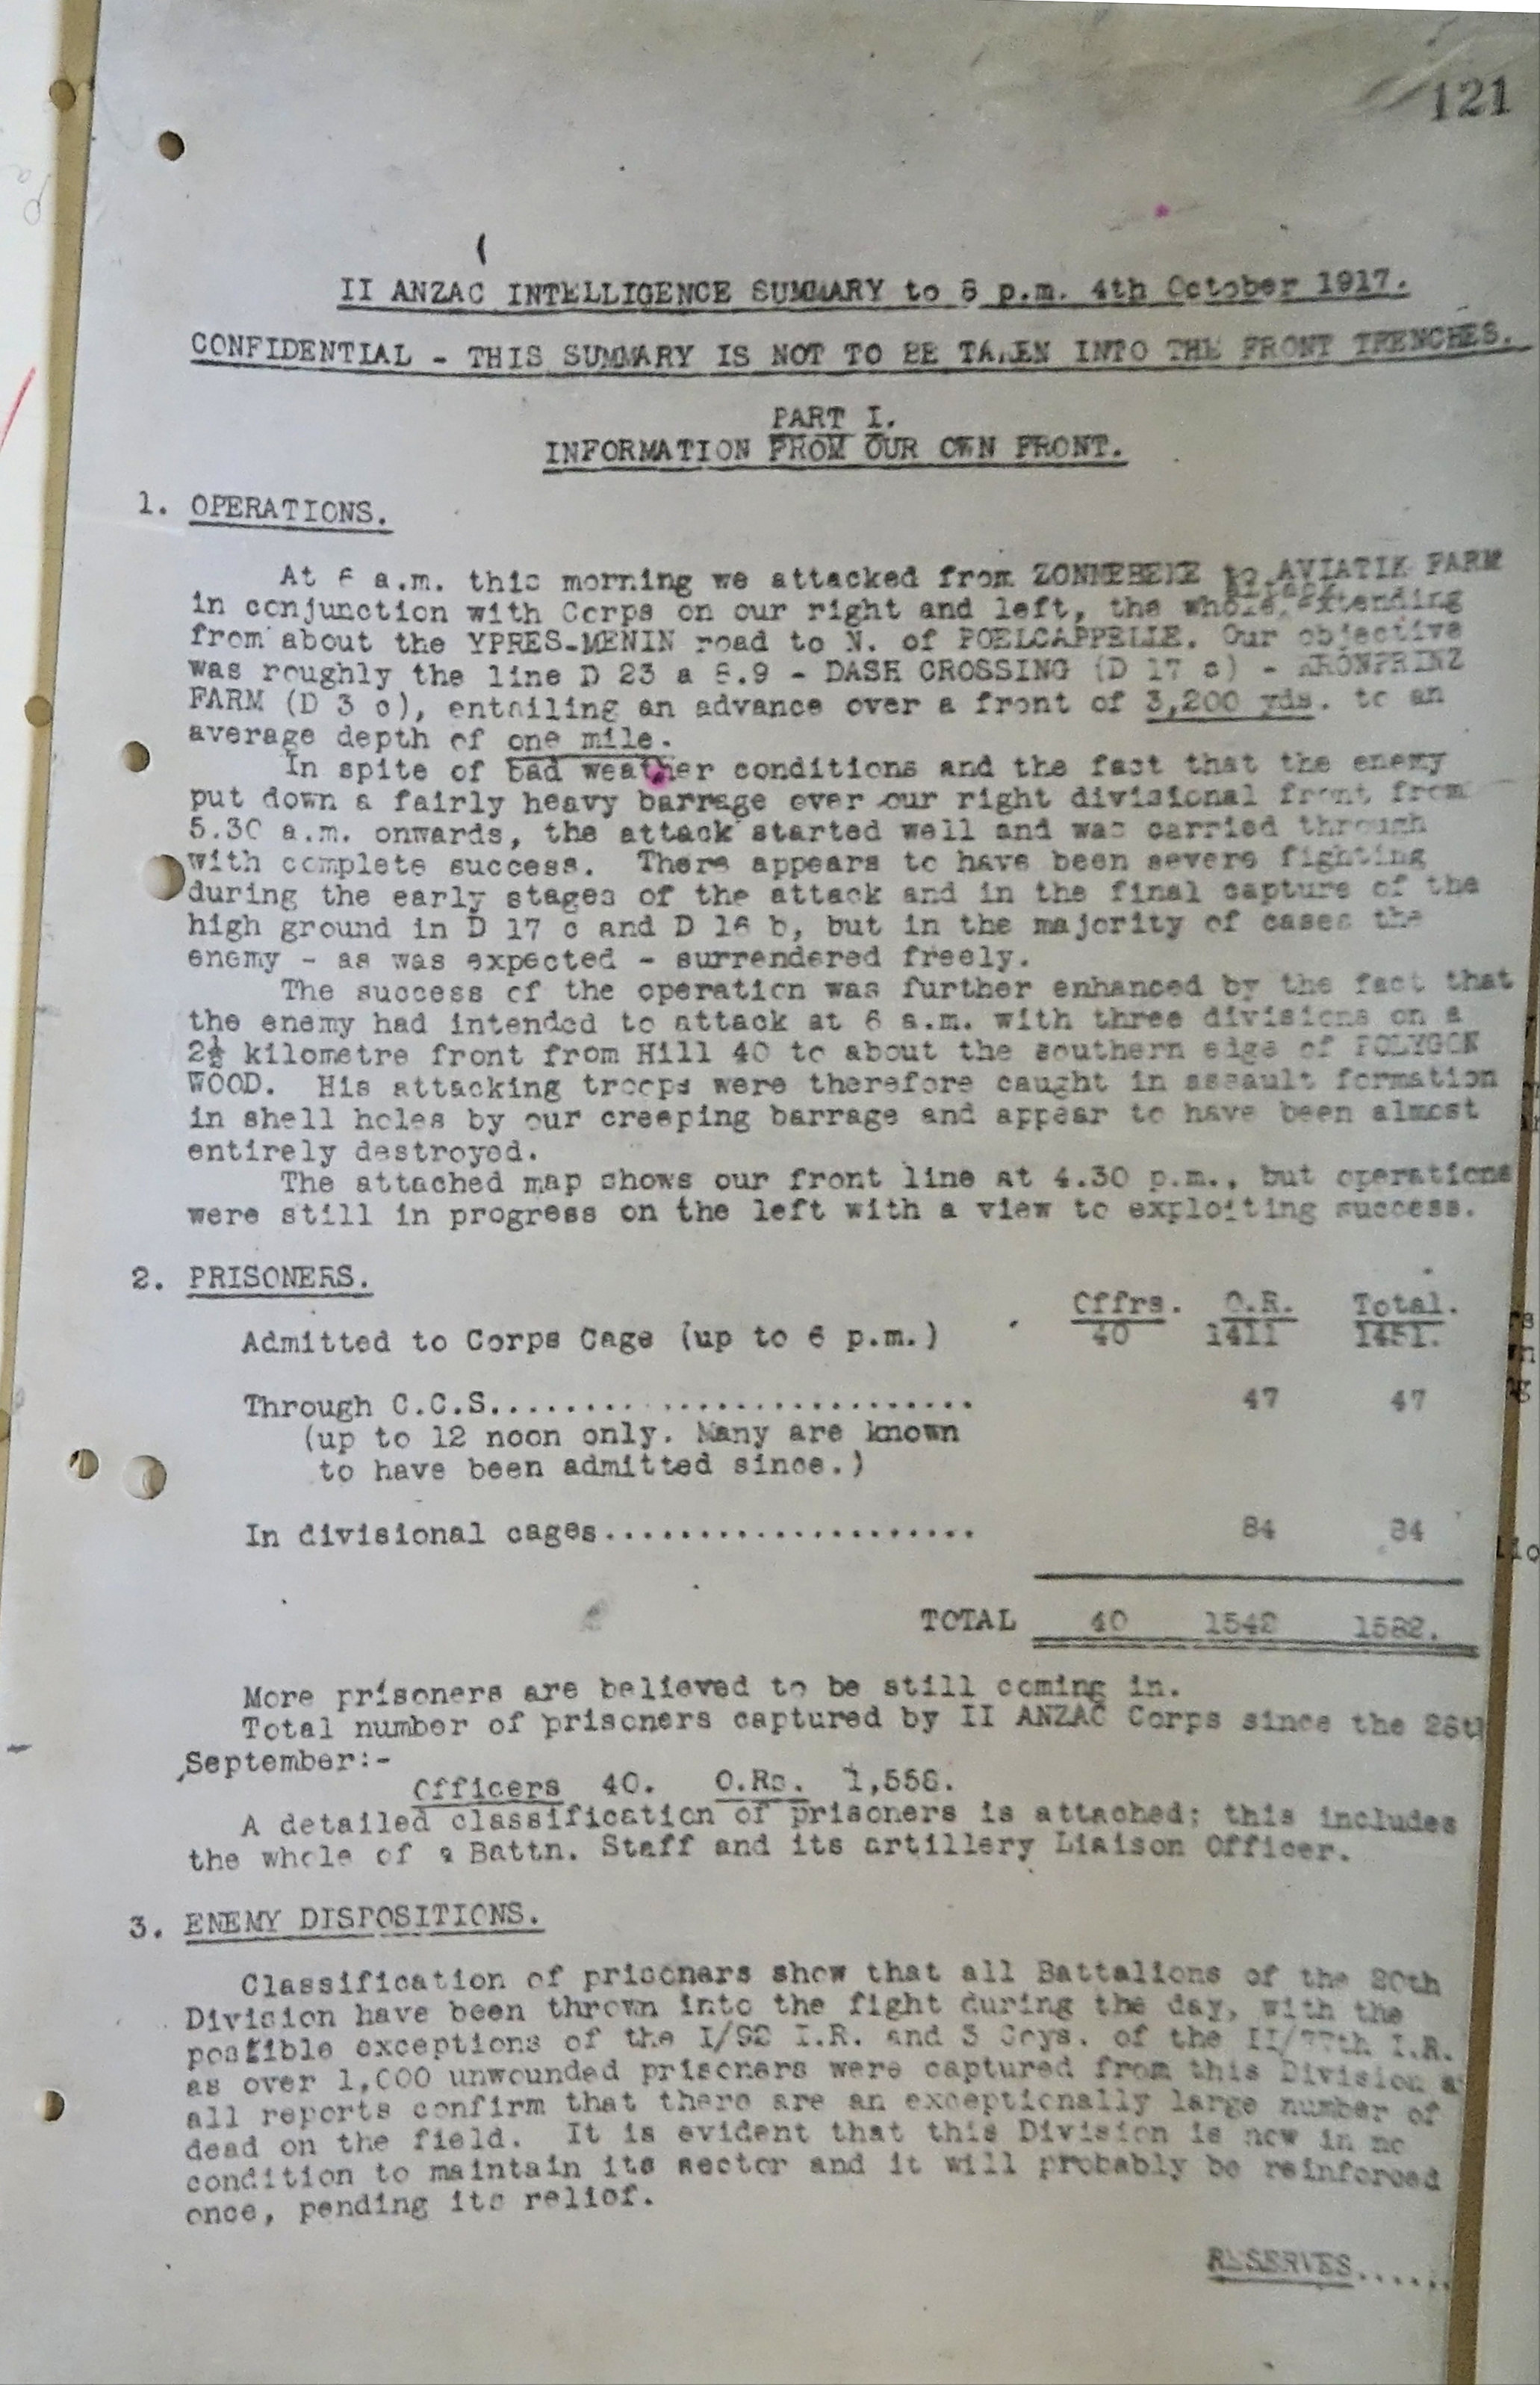 121
II ANZAC INTELLIGENCE SUMMARY to 6 p.m. 4th October 1917.
CONFIDENTIAL - THIS SUMMARY IS NOT TO BE TAKEN INTO THE FRONT TRENCHES.
PART I.
INFORMATION FROM OUR OWN FRONT.
1. OPERATIONS.
At 6 a.m. this morning we attacked from ZONNEBEKE to AVIATIK FARM
in conjunction with Corps on our right and left, the whole attack extending
from about the YPRES-MENIN road to N. of POELCAPPELLE. Our objective
was roughly the line D 23 a 8.9 - DASH CROSSING (D 17 c) - KRONPRINZ
FARM (D 3 c), entailing an advance over a front of 3,200 yds. to an
average depth of one mile.
In spite of bad weather conditions and the fact that the enemy
put down a fairly heavy barrage over our right divisional front from
5.30 a.m. onwards, the attack started well and was carried through
with complete success. There appears to have been severe fighting
during the early stages of the attack and in the final capture of the
high ground in D 17 c and D 16 b, but in the majority of cases the
enemy - as was expected - surrendered freely.
The success of the operation was further enhanced by the fact that
the enemy had intended to attack at 6 a.m. with three divisions on a
2½ kilometre front from Hill 40 to about the southern edge of POLYGON
WOOD. His attacking troops were therefore caught in assault formation
in shell holes by our creeping barrage and appear to have been almost
entirely destroyed.
The attached map shows our front line at 4.30 p.m., but operations
were still in progress on the left with a view to exploiting success.
2. PRISONERS.
Offrs. O.R. Total.
Admitted to Corps Cage (up to 6 p.m.) 40 1411 1451.
Through C.C.S.............................. 47 47
(up to 12 noon only. Many are known
to have been admitted since.)
In divisional cages..................... 84 84
TOTAL 40 1542 1582.
More prisoners are believed to be still coming in.
Total number of prisoners captured by II ANZAC Corps since the
September:-
Officers 40. O.Rs.
A detailed classification of prisoners is attached; this includes
the whole of a Battn. Staff and its artillery Liaison Officer.
3. ENEMY DISPOSITIONS.
Classification of prisoners show that all Battalions of the 20th
Division have been thrown into the fight during the day, with the
possible exceptions of the I/92 I.R. and 3 Coys. of the II/77th I.R.
as over 1,000 unwounded prisoners were captured from this Division
all reports confirm that there are an exceptionally large number of
dead on the field. It is evident that this Division is now in no
condition to maintain its sector and it will probably be reinforced
once, pending its relief.
RESERVES......